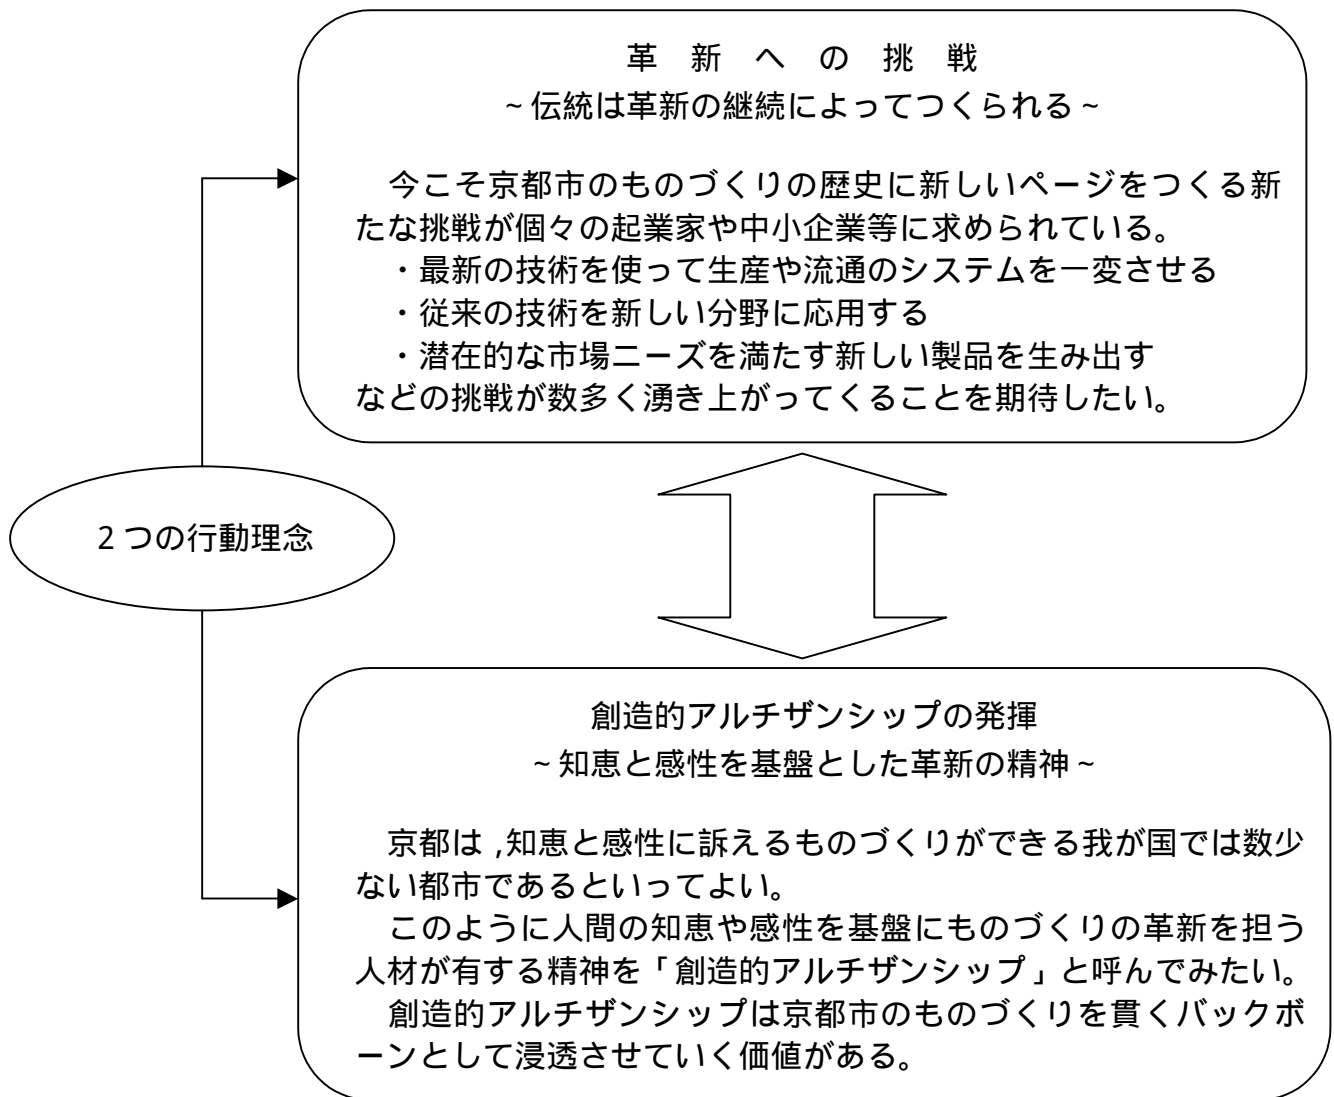 革 新 へ の 挑 戦
~伝統は革新の継続によってつくられる~
今こそ京都市のものづくりの歴史に新しいページをつくる新
たな挑戦が個々の起業家や中小企業等に求められている。
・最新の技術を使って生産や流通のシステムを一変させる
・従来の技術を新しい分野に応用する
・潜在的な市場ニーズを満たす新しい製品を生み出す
などの挑戦が数多く湧き上がってくることを期待したい。
2つの行動理念
創造的アルチザンシップの発揮
~知恵と感性を基盤とした革新の精神~
京都は,知恵と感性に訴えるものづくりができる我が国では数少
ない都市であるといってよい。
このように人間の知恵や感性を基盤にものづくりの革新を担う
人材が有する精神を「創造的アルチザンシップ」と呼んでみたい。
創造的アルチザンシップは京都市のものづくりを貫くバックボ
ーンとして浸透させていく価値がある。